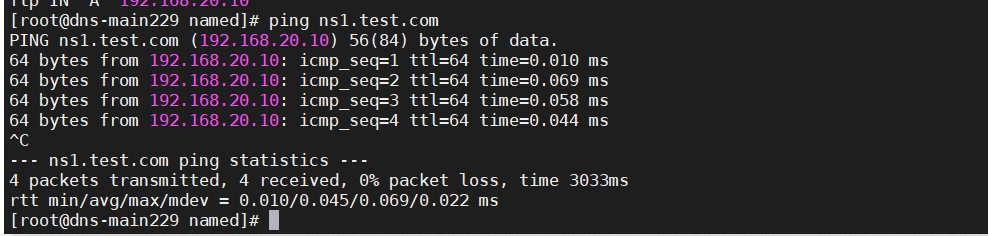 ftp IN  A  192.168.20.10
[root@dns-main229 named]# ping ns1.test.com
PING ns1.test.com (192.168.20.10) 56(84) bytes of data.
64 bytes from 192.168.20.10: icmp_seq=1 ttl=64 time=0.010 ms
64 bytes from 192.168.20.10: icmp_seq=2 ttl=64 time=0.069 ms
64 bytes from 192.168.20.10: icmp_seq=3 ttl=64 time=0.058 ms
64 bytes from 192.168.20.10: icmp_seq=4 ttl=64 time=0.044 ms
^C
--- ns1.test.com ping statistics ---
4 packets transmitted, 4 received, 0% packet loss, time 3033ms
rtt min/avg/max/mdev = 0.010/0.045/0.069/0.022 ms
[root@dns-main229 named]#